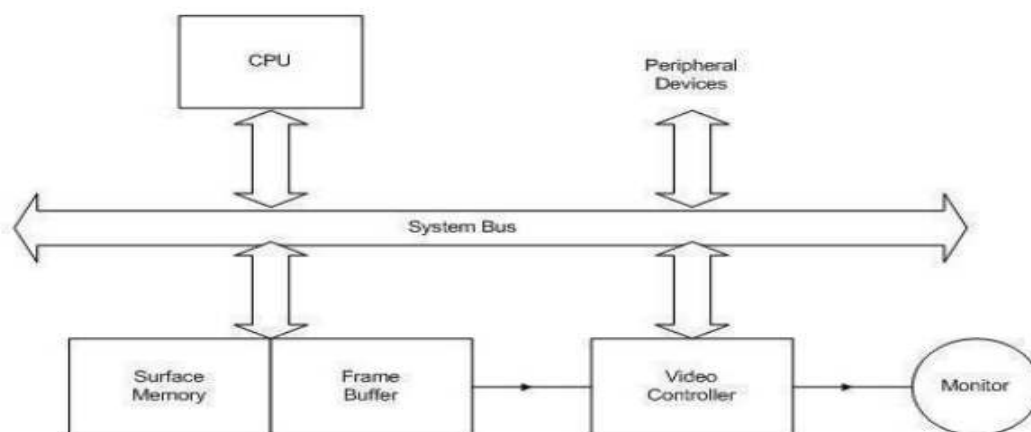 CPU
Peripheral
Devices
System Bus
Surface
Memory
Frame
Buffer
Video
Controller
Monitor